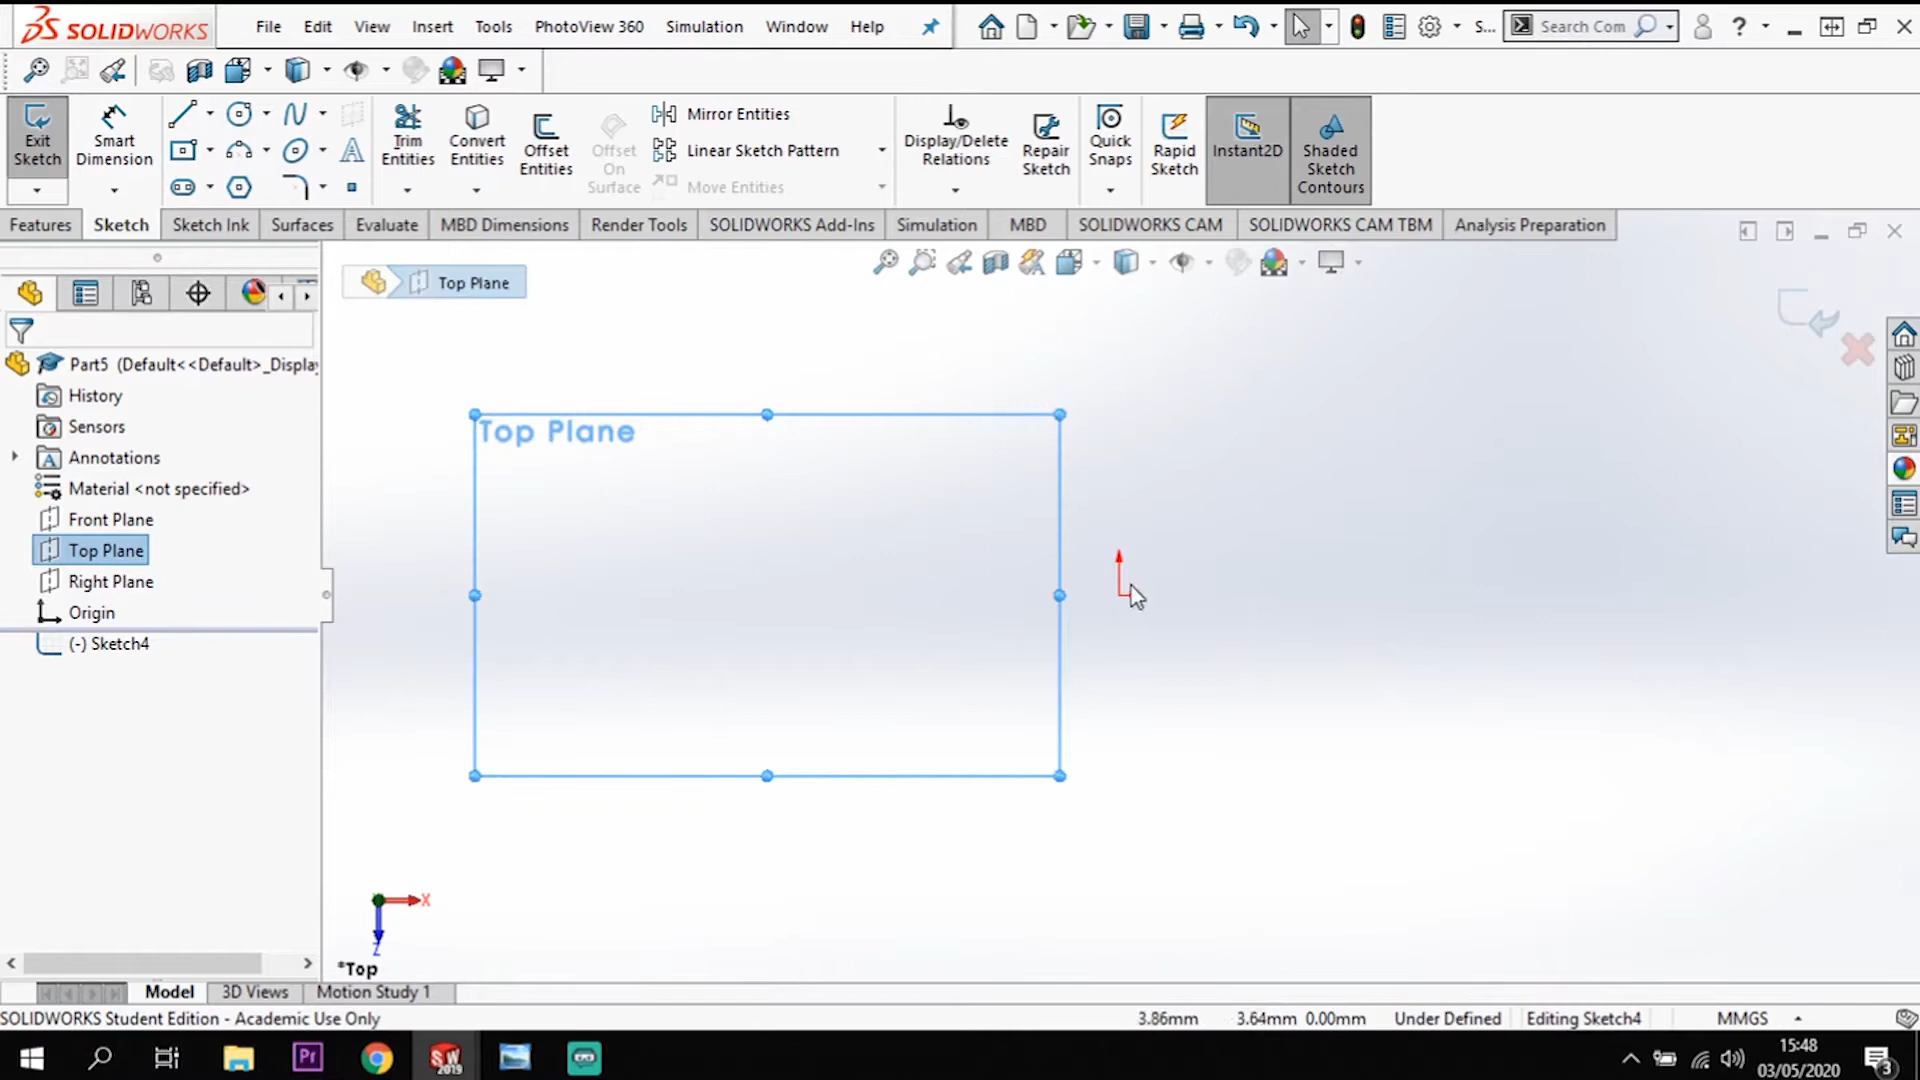 SOLIDWORKS File Edit View Insert Tools PhotoView 360 Simulation Window Help S... Search Com
Exit Sketch
Smart Dimension
Trim Entities
Convert Entities
Offset Entities
Offset On Surface
Mirror Entities
Linear Sketch Pattern
Move Entities
Display/Delete Relations
Repair Sketch
Quick Snaps
Rapid Sketch
Instant2D
Shaded Sketch Contours
Features Sketch Sketch Ink Surfaces Evaluate MBD Dimensions Render Tools SOLIDWORKS Add-Ins Simulation MBD SOLIDWORKS CAM SOLIDWORKS CAM TBM Analysis Preparation
Top Plane
Part5 (Default<<Default>_Displa
History
Sensors
Annotations
Material <not specified>
Front Plane
Top Plane
Right Plane
Origin
(-) Sketch4
Top Plane
X
Z
*Top
Model 3D Views Motion Study 1
SOLIDWORKS Student Edition - Academic Use Only 3.86mm 3.64mm 0.00mm Under Defined Editing Sketch4 MMGS
Pr
SW 2019
15:48
03/05/2020
3